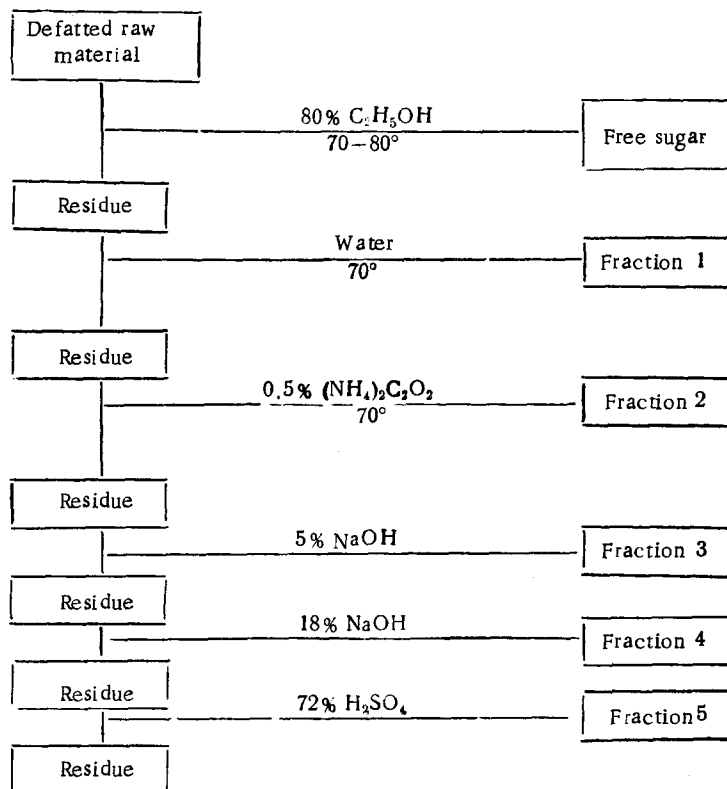 Defatted raw
material
80% C₂H₅OH
70–80°
Free sugar
Residue
Water
70°
Fraction 1
Residue
0.5% (NH₄)₂C₂O₂
70°
Fraction 2
Residue
5% NaOH
Fraction 3
Residue
18% NaOH
Fraction 4
Residue
72% H₂SO₄
Fraction 5
Residue